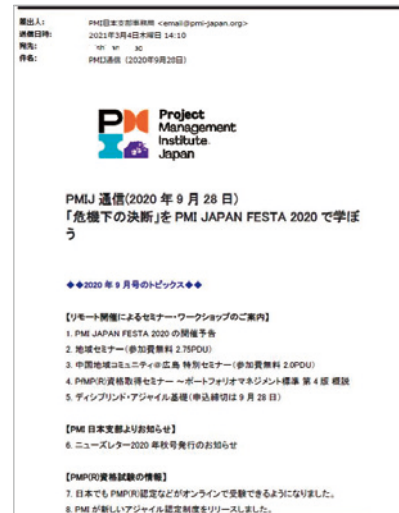 差出人: PMI日本支部事務局 <email@pmi-japan.org>
送信日時: 2021年3月4日木曜日 14:10
宛先:
件名: PMIJ通信（2020年9月28日）
Project
Management
Institute.
Japan
PMIJ 通信(2020 年 9 月 28 日)
「危機下の決断」を PMI JAPAN FESTA 2020 で学ぼ
う
◆◆2020 年 9 月号のトピックス◆◆
【リモート開催によるセミナー・ワークショップのご案内】
1. PMI JAPAN FESTA 2020 の開催予告
2. 地域セミナー(参加費無料 2.75PDU)
3. 中国地域コミュニティ@広島 特別セミナー(参加費無料 2.0PDU)
4. PfMP(R)資格取得セミナー ～ポートフォリオマネジメント標準 第 4 版 概説
5. ディシプリンド・アジャイル基礎(申込締切は 9 月 28 日)
【PMI 日本支部よりお知らせ】
6. ニューズレター2020 年秋号発行のお知らせ
【PMP(R)資格試験の情報】
7. 日本でも PMP(R)認定などがオンラインで受験できるようになりました。
8. PMI が新しいアジャイル認定制度をリリースしました。